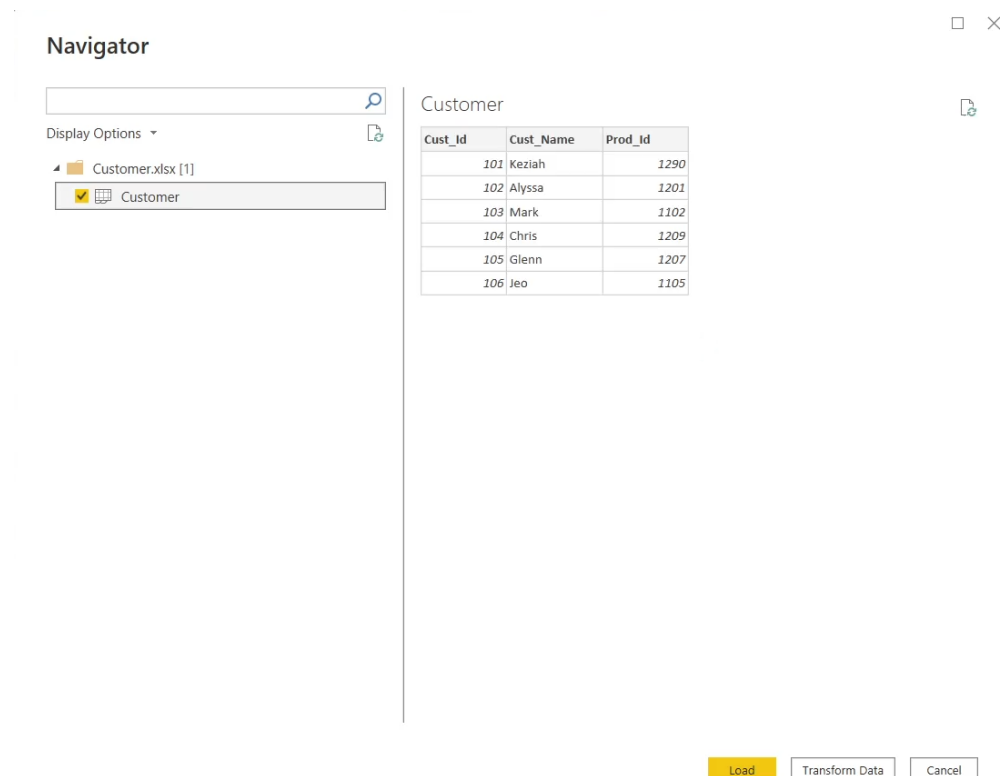 Navigator
Display Options
Customer.xlsx [1]
Customer
Customer
Cust_Id Cust_Name Prod_Id
101 Keziah 1290
102 Alyssa 1201
103 Mark 1102
104 Chris 1209
105 Glenn 1207
106 Jeo 1105
Load Transform Data Cancel